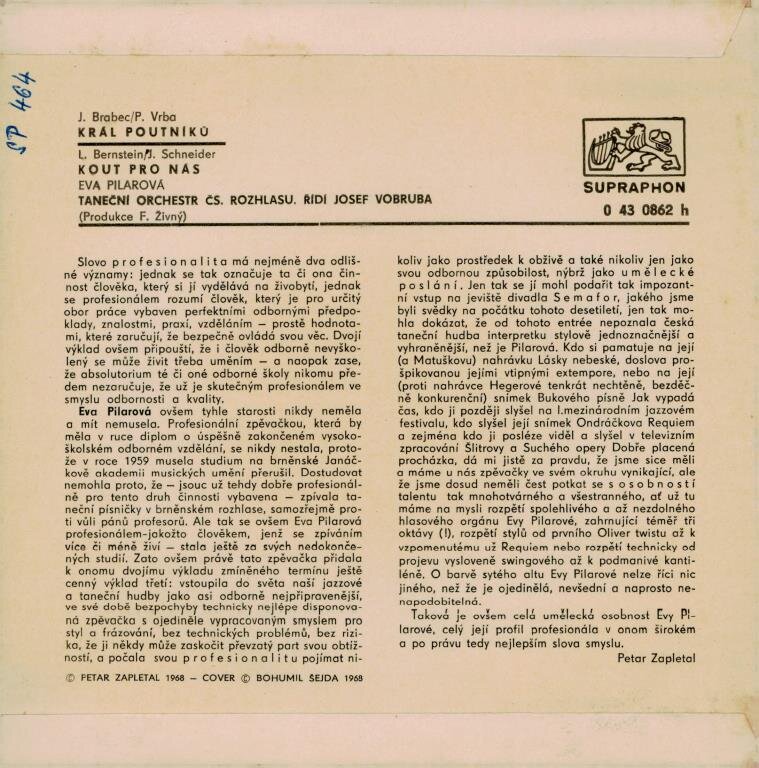 SP 464
J. Brabec/P. Vrba
KRÁL POUTNÍKŮ
L. Bernstein/J. Schneider
KOUT PRO NÁS
EVA PILAROVÁ
TANEČNÍ ORCHESTR ČS. ROZHLASU. ŘÍDÍ JOSEF VOBRUBA
(Produkce F. Živný)
SUPRAPHON
0 43 0862 h
Slovo profesionalita má nejméně dva odliš-
né významy: jednak se tak označuje ta či ona čin-
nost člověka, který si jí vydělává na živobytí, jednak
se profesionálem rozumí člověk, který je pro určitý
obor práce vybaven perfektními odbornými předpo-
klady, znalostmi, praxí, vzděláním — prostě hodnota-
mi, které zaručují, že bezpečně ovládá svou věc. Dvojí
výklad ovšem připouští, že i člověk odborně nevyško-
lený se může živit třeba uměním — a naopak zase,
že absolutorium té či oné odborné školy nikomu pře-
dem nezaručuje, že už je skutečným profesionálem ve
smyslu odbornosti a kvality.
Eva Pilarová ovšem tyhle starosti nikdy neměla
a mít nemusela. Profesionální zpěvačkou, která by
měla v ruce diplom o úspěšně zakončeném vysoko-
školském odborném vzdělání, se nikdy nestala, proto-
že v roce 1959 musela studium na brněnské Janáč-
kově akademii musických umění přerušil. Dostudovat
nemohla proto, že — jsouc už tehdy dobře profesionál-
ně pro tento druh činnosti vybavena — zpívala ta-
neční písničky v brněnském rozhlase, samozřejmě pro-
ti vůli pánů profesorů. Ale tak se ovšem Eva Pilarová
profesionálem-jakožto člověkem, jenž se zpíváním
více či méně živí — stala ještě za svých nedokonče-
ných studií. Zato ovšem právě tato zpěvačka přidala
k onomu dvojímu výkladu zmíněného termínu ještě
cenný výklad třetí: vstoupila do světa naší jazzové
a taneční hudby jako asi odborně nejpřipravenější,
ve své době bezpochyby technicky nejlépe disponova-
ná zpěvačka s ojediněle vypracovaným smyslem pro
styl a frázování, bez technických problémů, bez rizi-
ka, že ji někdy může zaskočit převzatý part svou obtíž-
ností, a počala svou profesionalitu pojímat ni-
koliv jako prostředek k obživě a také nikoliv jen jako
svou odbornou způsobilost, nýbrž jako umělecké
poslání. Jen tak se jí mohl podařit tak impozant-
ní vstup na jeviště divadla Semafor, jakého jsme
byli svědky na počátku tohoto desetiletí, jen tak mo-
hla dokázat, že od tohoto entrée nepoznala česká
taneční hudba interpretku stylově jednoznačnější a
vyhraněnější, než je Pilarová. Kdo si pamatuje na její
(a Matuškovu) nahrávku Lásky nebeské, doslova pro-
špikovanou jejími vtipnými extempore, nebo na její
(proti nahrávce Hegerové tenkrát nechtěně, bezděč-
ně konkurenční) snímek Bukového písně Jak vypadá
čas, kdo ji později slyšel na I.mezinárodním jazzovém
festivalu, kdo slyšel její snímek Ondráčkova Requiem
a zejména kdo ji posléze viděl a slyšel v televizním
zpracování Šlitrovy a Suchého opery Dobře placená
procházka, dá mi jistě za pravdu, že jsme sice měli
a máme u nás zpěvačky ve svém okruhu vynikající, ale
že jsme dosud neměli čest potkat se s osobností
talentu tak mnohotvárného a všestranného, ať už tu
máme na mysli rozpětí spolehlivého a až nezdolného
hlasového orgánu Evy Pilarové, zahrnující téměř tři
oktávy (!), rozpětí stylů od prvního Oliver twistu až k
vzpomenutému už Requiem nebo rozpětí technicky od
projevu vysloveně swingového až k podmanivé kanti-
léně. O barvě sytého altu Evy Pilarové nelze říci nic
jiného, než že je ojedinělá, nevšední a naprosto ne-
napodobitelná.
Taková je ovšem celá umělecká osobnost Evy Pi-
larové, celý její profil profesionála v onom širokém
a po právu tedy nejlepším slova smyslu.
Petar Zapletal
© PETAR ZAPLETAL 1968 — COVER © BOHUMIL ŠEJDA 1968